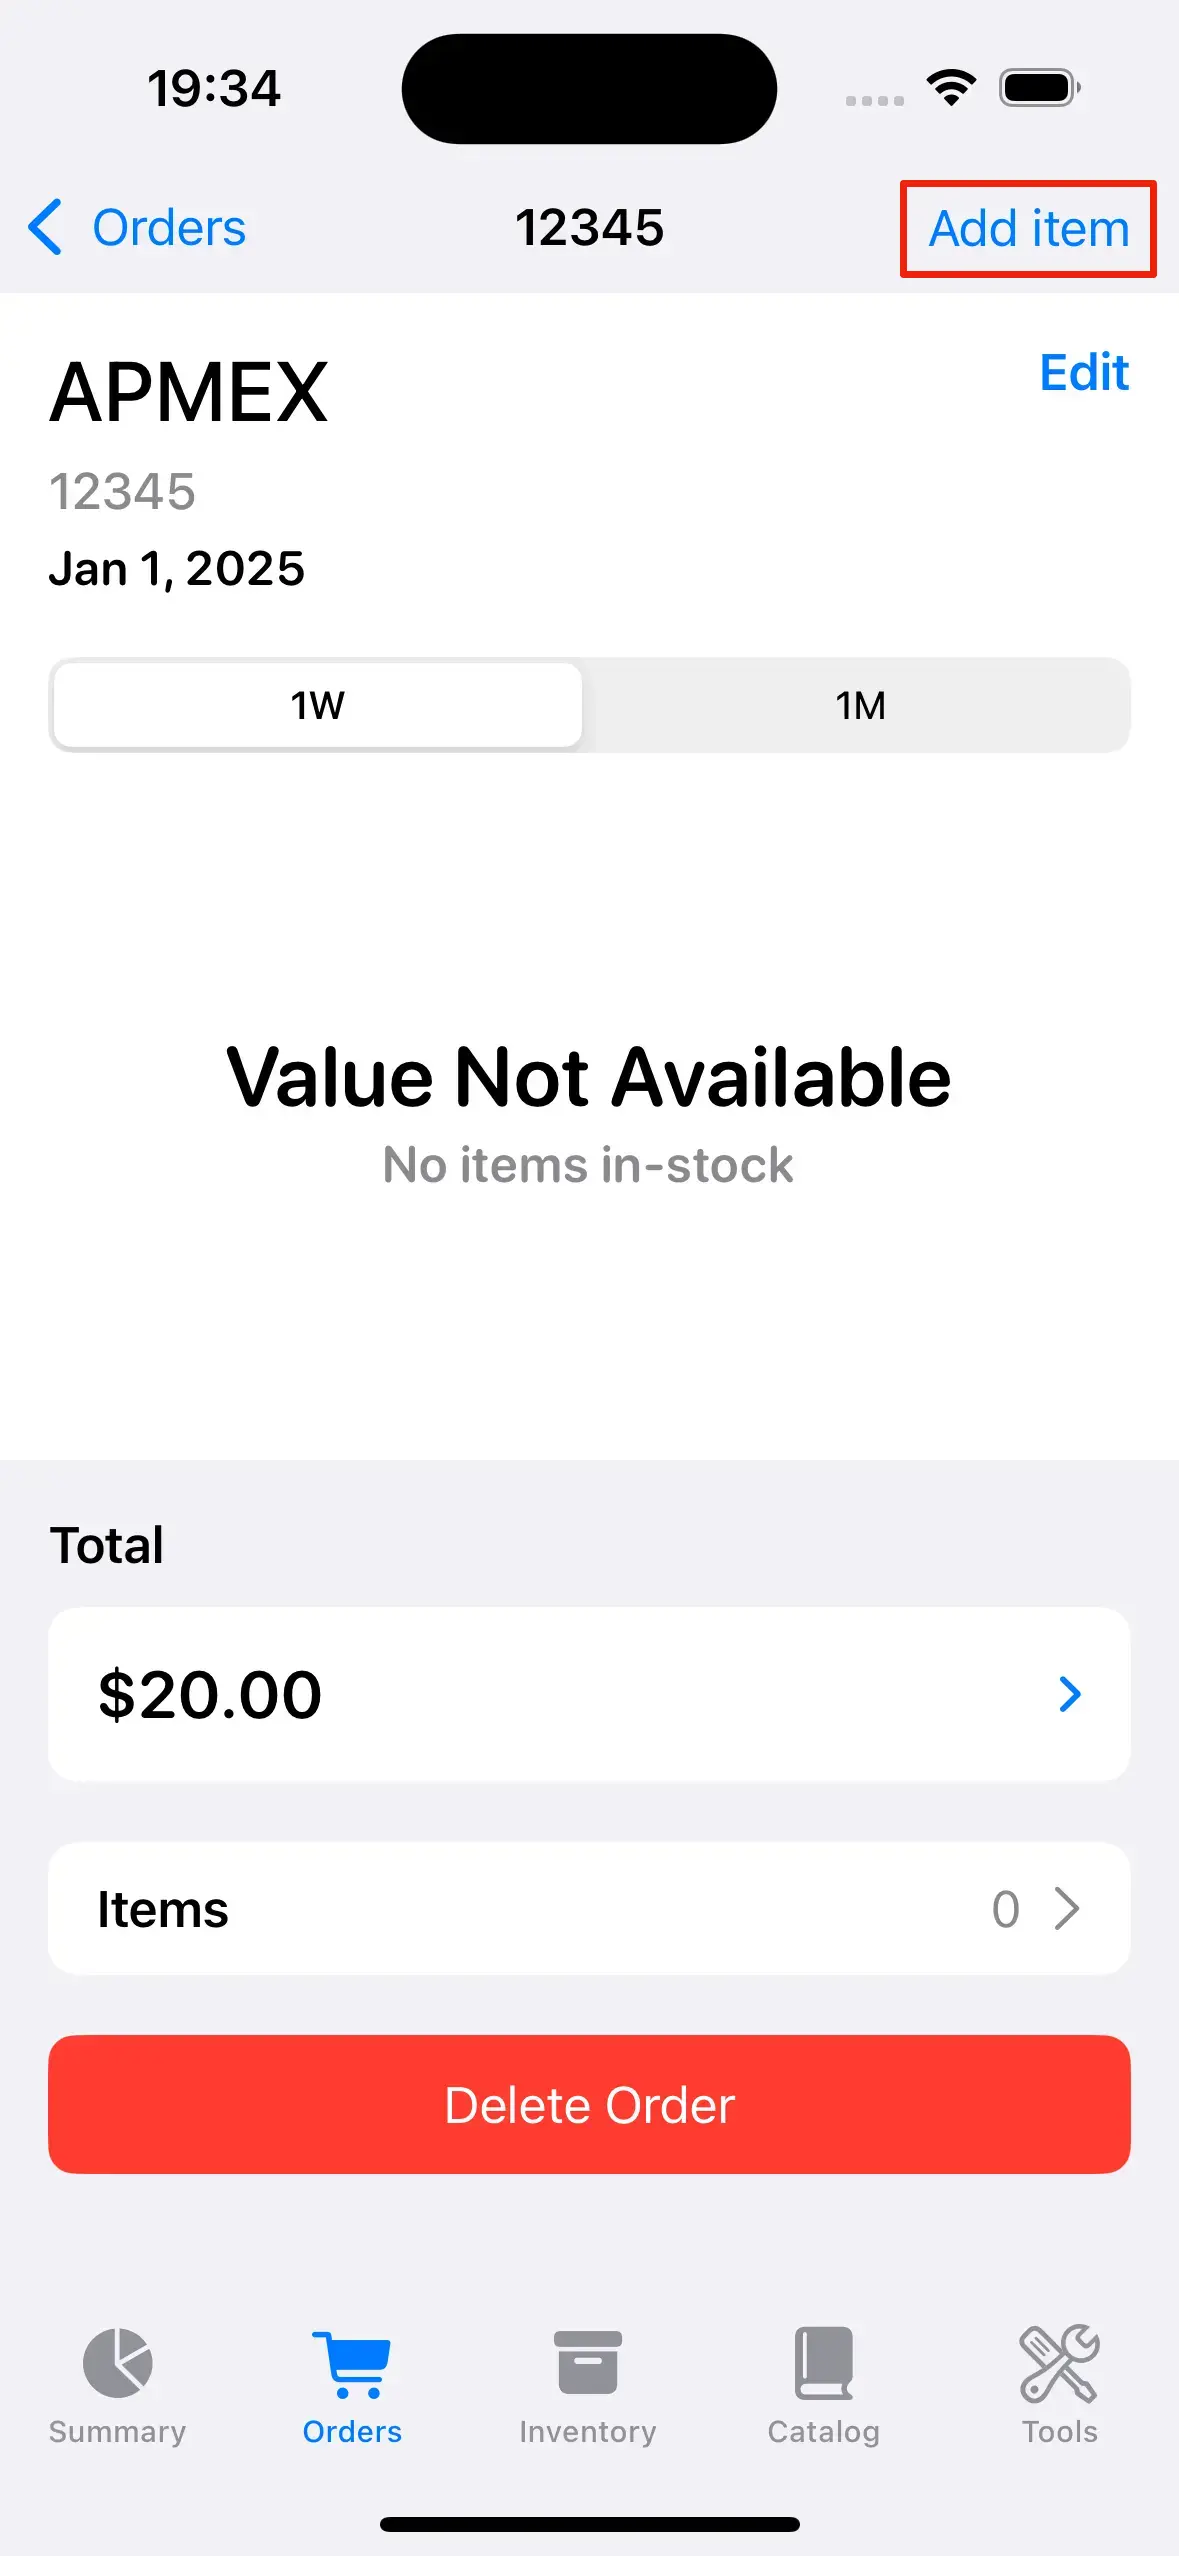 19:34
Orders
12345
Add item
APMEX
Edit
12345
Jan 1, 2025
1W
1M
Value Not Available
No items in-stock
Total
$20.00
Items
0
Delete Order
Summary
Orders
Inventory
Catalog
Tools